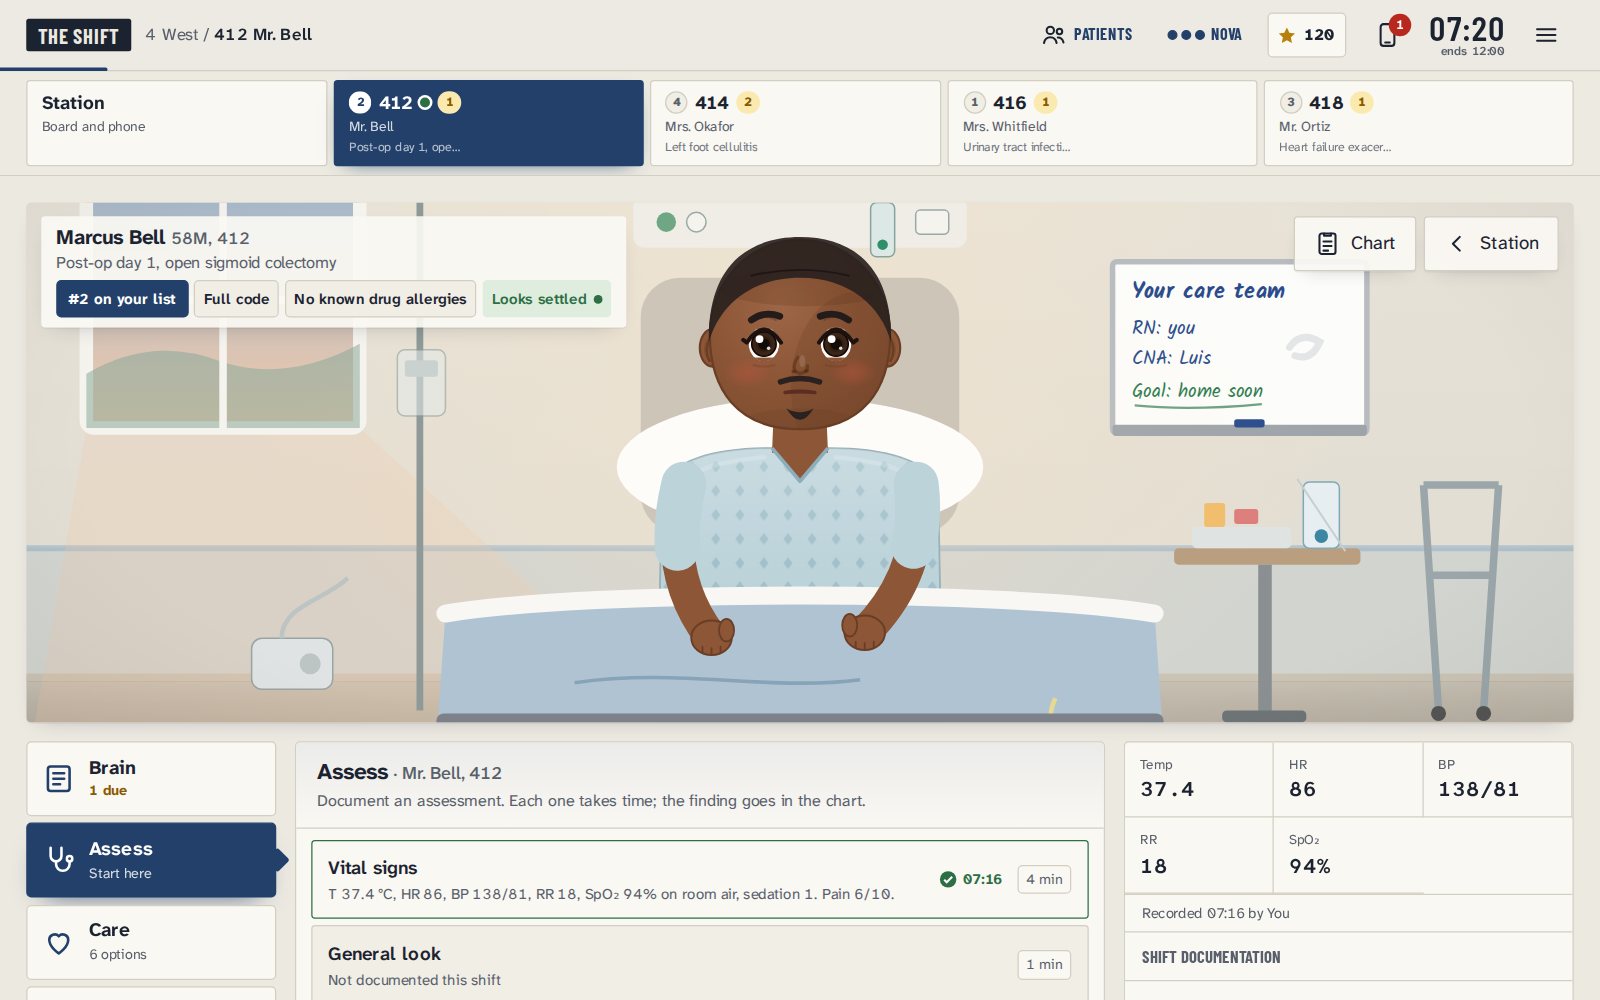 THE SHIFT
4 West / 412 Mr. Bell
PATIENTS
NOVA
120
1
07:20
ends 12:00
Station
Board and phone
2 412 1
Mr. Bell
Post-op day 1, ope...
4 414 2
Mrs. Okafor
Left foot cellulitis
1 416 1
Mrs. Whitfield
Urinary tract infecti...
3 418 1
Mr. Ortiz
Heart failure exacer...
Marcus Bell 58M, 412
Post-op day 1, open sigmoid colectomy
#2 on your list
Full code
No known drug allergies
Looks settled
Chart
Station
Your care team
RN: you
CNA: Luis
Goal: home soon
Brain
1 due
Assess
Start here
Care
6 options
Assess · Mr. Bell, 412
Document an assessment. Each one takes time; the finding goes in the chart.
Vital signs
T 37.4 °C, HR 86, BP 138/81, RR 18, SpO₂ 94% on room air, sedation 1. Pain 6/10.
07:16
4 min
General look
Not documented this shift
1 min
Temp
37.4
HR
86
BP
138/81
RR
18
SpO₂
94%
Recorded 07:16 by You
SHIFT DOCUMENTATION